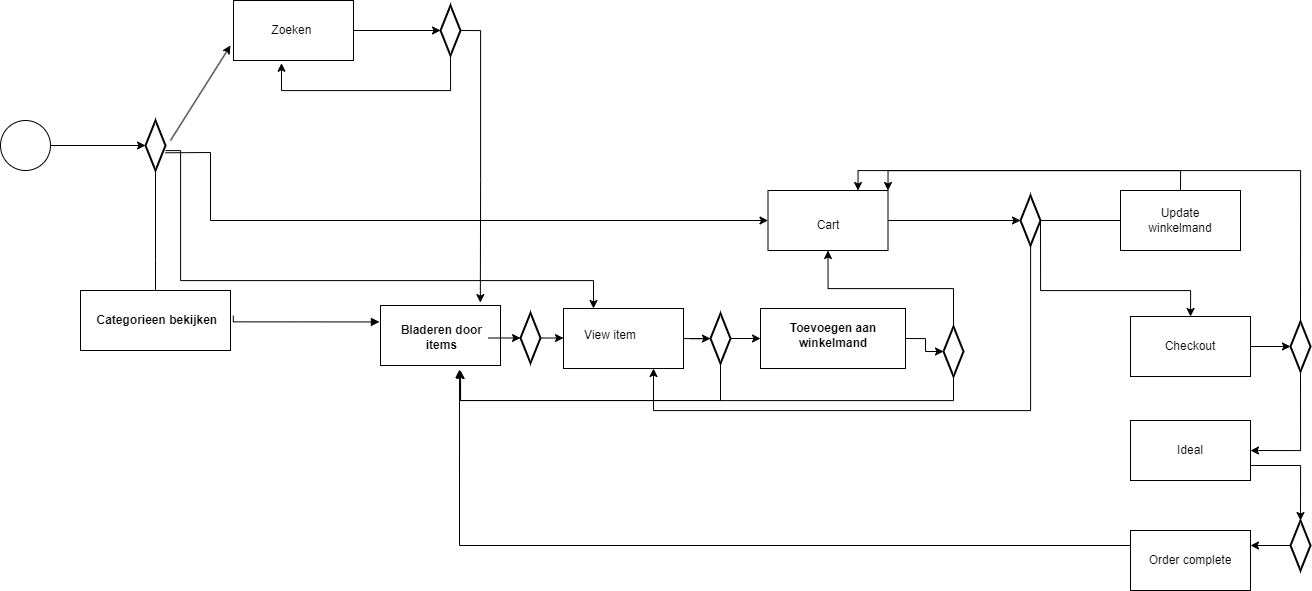 Zoeken
Cart
Update
winkelmand
Categorieen bekijken
Bladeren door
items
View item
Toevoegen aan
winkelmand
Checkout
Ideal
Order complete